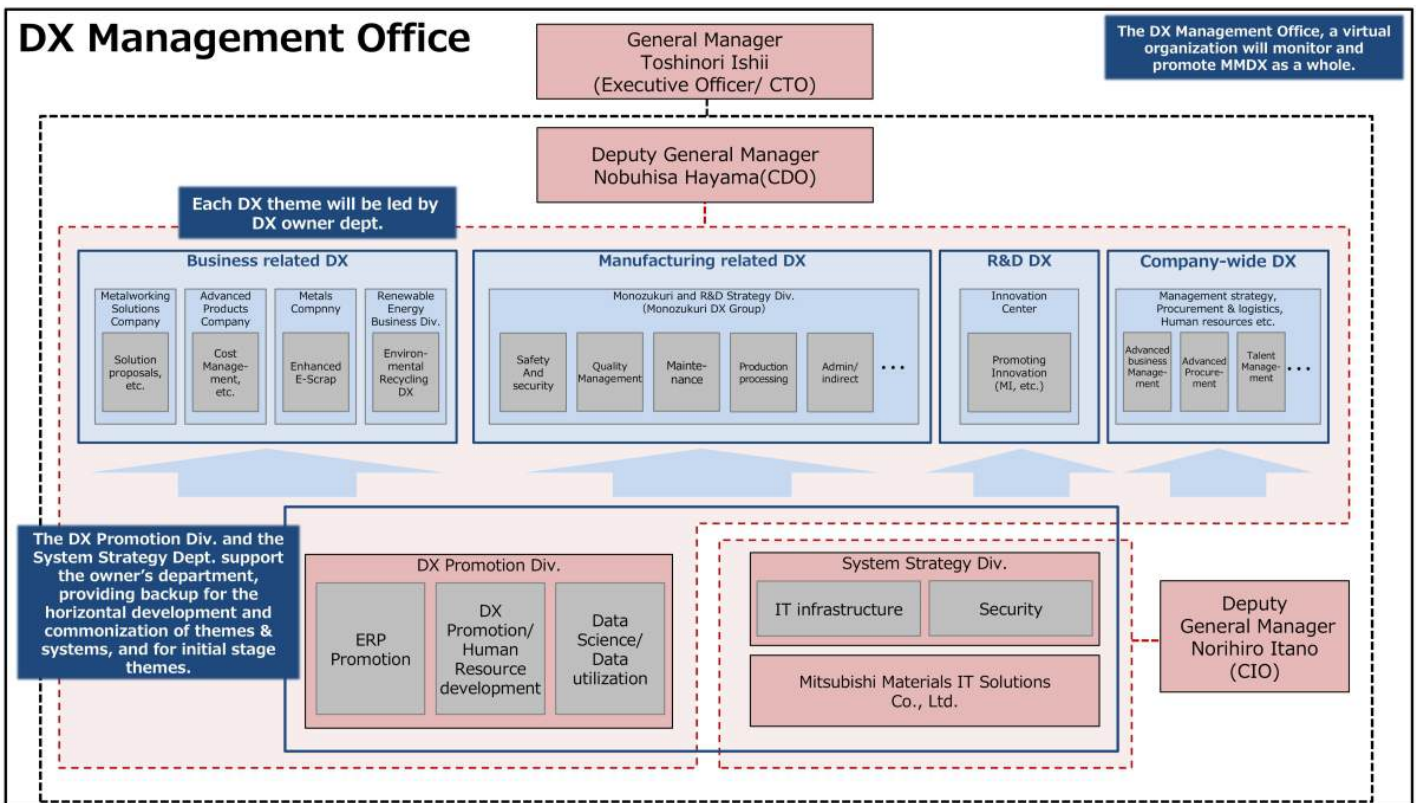 DX Management Office
General Manager
Toshinori Ishii
(Executive Officer/ CTO)
The DX Management Office, a virtual
organization will monitor and
promote MMDX as a whole.
Deputy General Manager
Nobuhisa Hayama(CDO)
Each DX theme will be led by
DX owner dept.
Business related DX
Metalworking
Solutions
Company
Solution
proposals,
etc.
Advanced
Products
Company
Cost
Manage-
ment,
etc.
Metals
Compnny
Enhanced
E-Scrap
Renewable
Energy
Business Div.
Environ-
mental
Recycling
DX
Manufacturing related DX
Monozukuri and R&D Strategy Div.
(Monozukuri DX Group)
Safety
And
security
Quality
Management
Mainte-
nance
Production
processing
Admin/
indirect
･･･
R&D DX
Innovation
Center
Promoting
Innovation
(MI, etc.)
Company-wide DX
Management strategy,
Procurement & logistics,
Human resources etc.
Advanced
business
Manage-
ment
Advanced
Procure-
ment
Talent
Manage-
ment
･･･
The DX Promotion Div. and the
System Strategy Dept. support
the owner’s department,
providing backup for the
horizontal development and
commonization of themes &
systems, and for initial stage
themes.
DX Promotion Div.
ERP
Promotion
DX
Promotion/
Human
Resource
development
Data
Science/
Data
utilization
System Strategy Div.
IT infrastructure
Security
Mitsubishi Materials IT Solutions
Co., Ltd.
Deputy
General Manager
Norihiro Itano
(CIO)